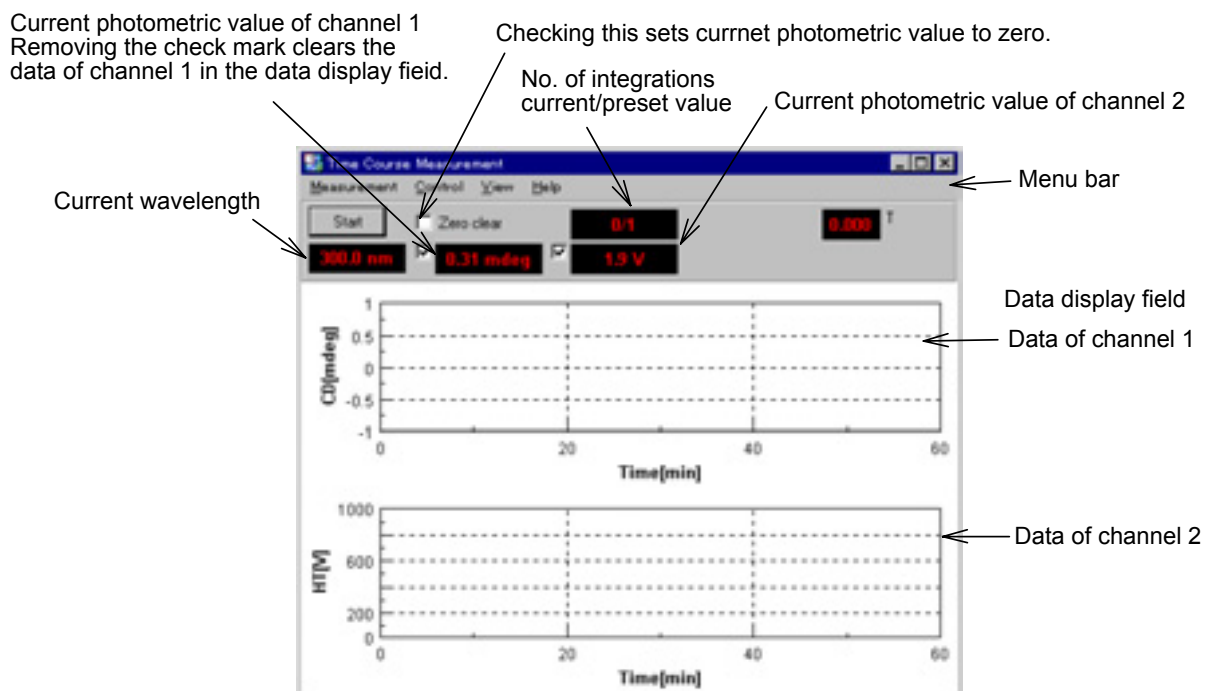 Current photometric value of channel 1
Removing the check mark clears the
data of channel 1 in the data display fieid.
Checking this sets currnet photometric value to zero.
No. of integrations
current/preset value
Current photometric value of channel 2
Current wavelength
Menu bar
Time Course Measurement
Measurement Control View Help
Start
Zero clear
0/1
0.000 T
300.0 nm
0.31 mdeg
1.9 V
Data display field
Data of channel 1
CD[mdeg]
1
0.5
0
-0.5
-1
0 20 40 60
Time[min]
Data of channel 2
HT[V]
1000
600
200
0
0 20 40 60
Time[min]